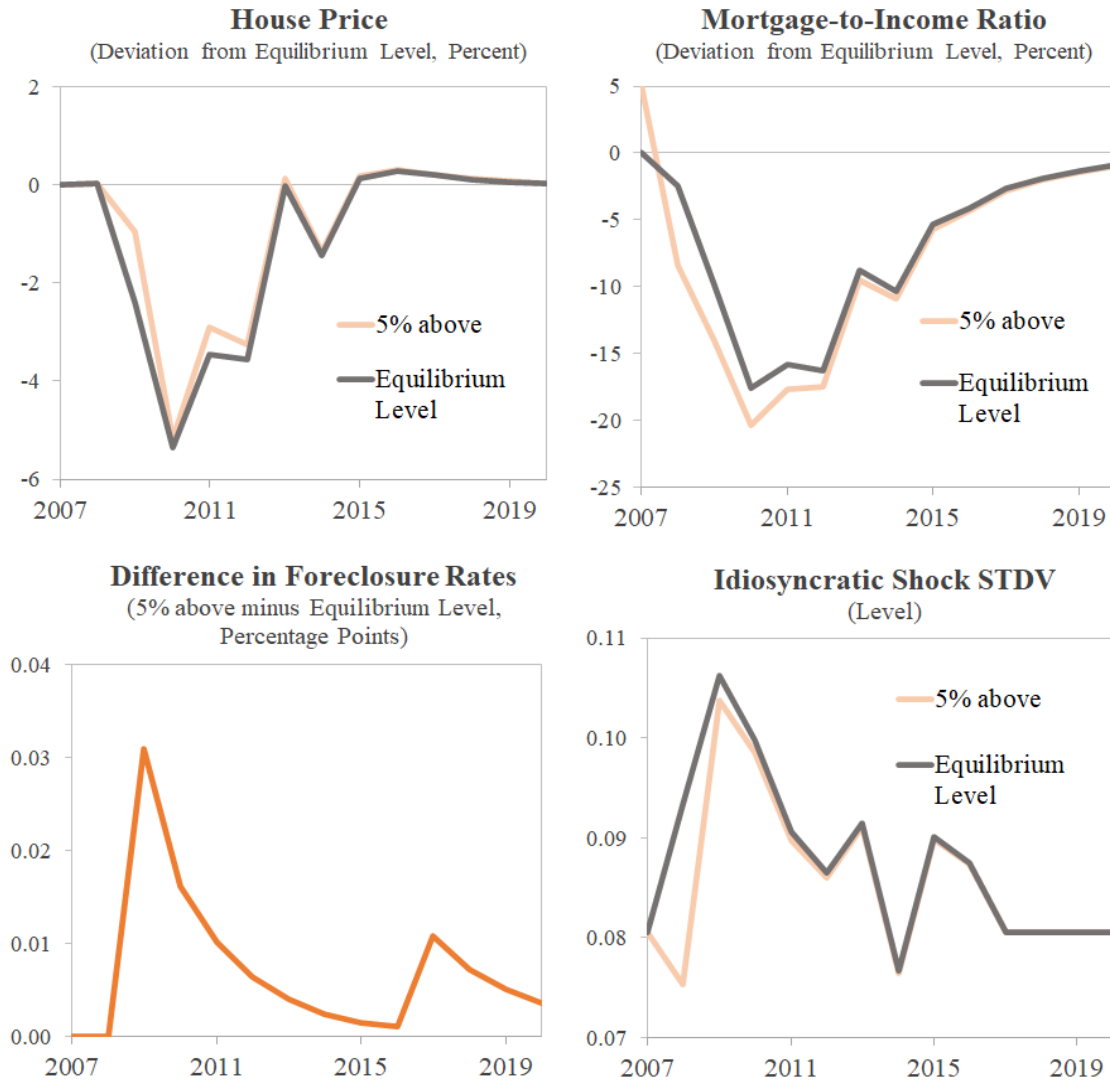 House Price
(Deviation from Equilibrium Level, Percent)
2
0
-2
-4
-6
2007
2011
2015
2019
5% above
Equilibrium
Level
Mortgage-to-Income Ratio
(Deviation from Equilibrium Level, Percent)
5
0
-5
-10
-15
-20
-25
2007
2011
2015
2019
5% above
Equilibrium
Level
Difference in Foreclosure Rates
(5% above minus Equilibrium Level,
Percentage Points)
0.04
0.03
0.02
0.01
0.00
2007
2011
2015
2019
Idiosyncratic Shock STDV
(Level)
0.11
0.10
0.09
0.08
0.07
2007
2011
2015
2019
5% above
Equilibrium
Level